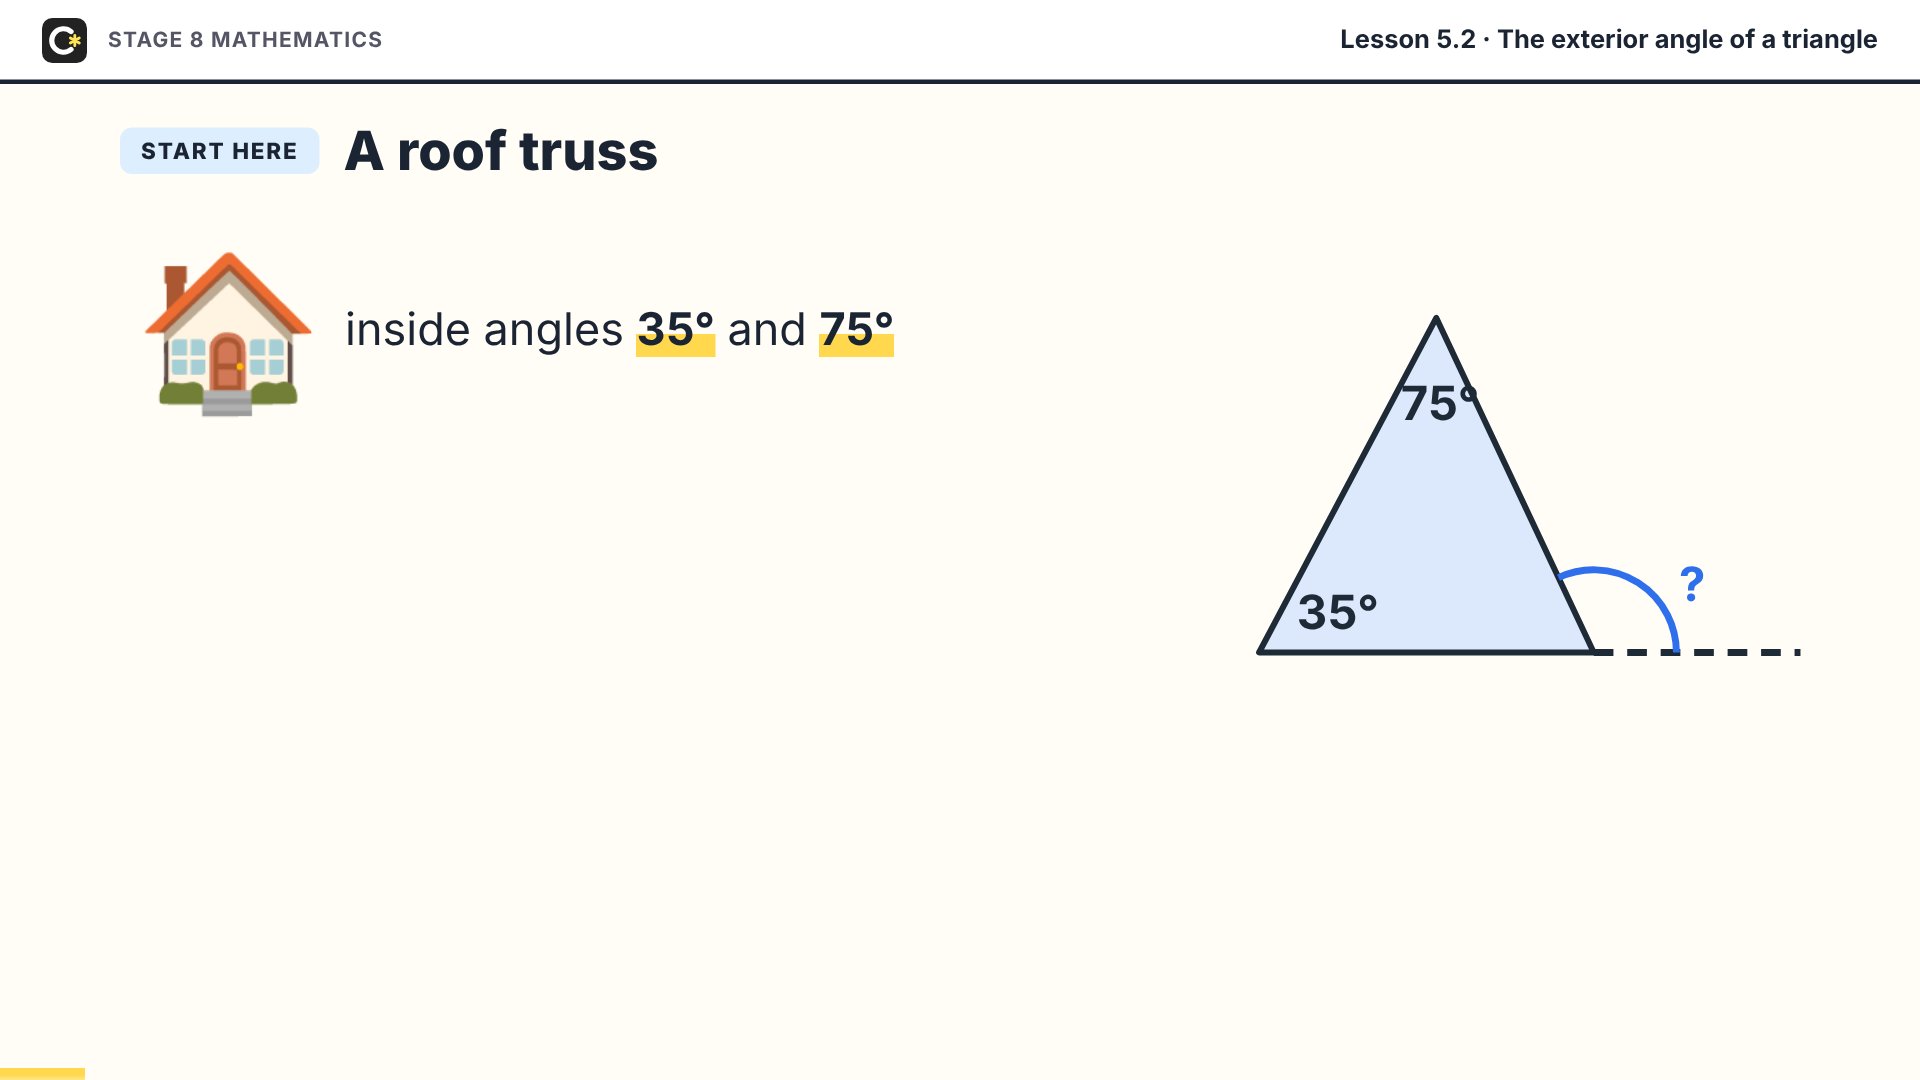 STAGE 8 MATHEMATICS
Lesson 5.2 · The exterior angle of a triangle
START HERE
A roof truss
inside angles 35° and 75°
75°
35°
?